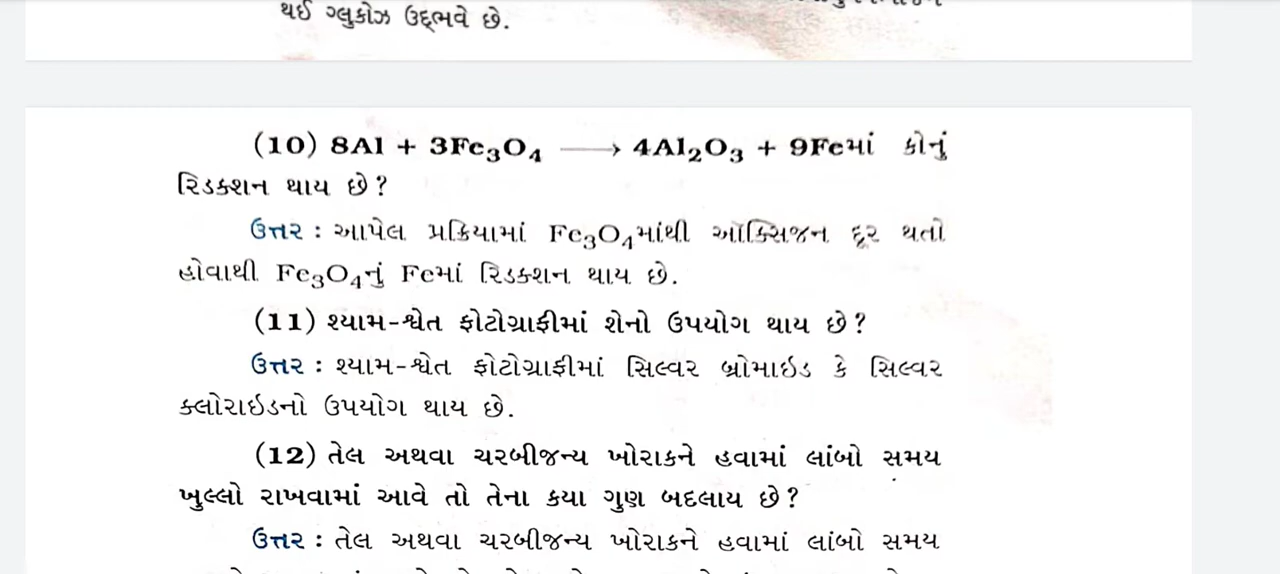 થઈ ગ્લુકોઝ ઉદ્ભવે છે.
(10) 8Al + 3Fe₃O₄ ⟶ 4Al₂O₃ + 9Feમાં કોનું
રિડક્શન થાય છે?
ઉત્તર : આપેલ પ્રક્રિયામાં Fe₃O₄માંથી ઑક્સિજન દૂર થતો
હોવાથી Fe₃O₄નું Feમાં રિડક્શન થાય છે.
(11) શ્યામ-શ્વેત ફોટોગ્રાફીમાં શેનો ઉપયોગ થાય છે?
ઉત્તર : શ્યામ-શ્વેત ફોટોગ્રાફીમાં સિલ્વર બ્રોમાઇડ કે સિલ્વર
ક્લોરાઇડનો ઉપયોગ થાય છે.
(12) તેલ અથવા ચરબીજન્ય ખોરાકને હવામાં લાંબો સમય
ખુલ્લો રાખવામાં આવે તો તેના કયા ગુણ બદલાય છે?
ઉત્તર : તેલ અથવા ચરબીજન્ય ખોરાકને હવામાં લાંબો સમય